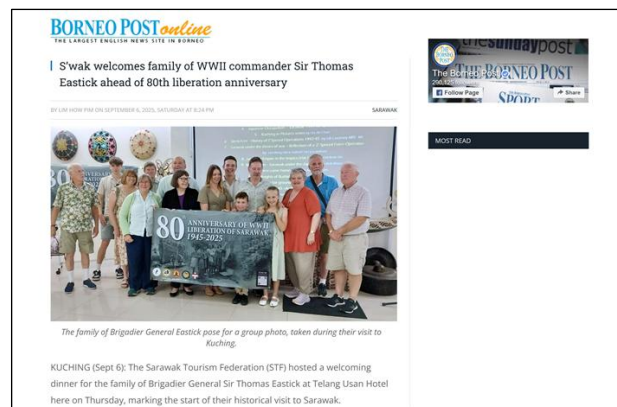 BORNEO POST online
THE LARGEST ENGLISH NEWS SITE IN BORNEO
S'wak welcomes family of WWII commander Sir Thomas
Eastick ahead of 80th liberation anniversary
BY LIM HOW PIM ON SEPTEMBER 6, 2025, SATURDAY AT 8:24 PM
SARAWAK
80 ANNIVERSARY OF WWII
LIBERATION OF SARAWAK
1945-2025
The family of Brigadier General Eastick pose for a group photo, taken during their visit to
Kuching.
KUCHING (Sept 6): The Sarawak Tourism Federation (STF) hosted a welcoming
dinner for the family of Brigadier General Sir Thomas Eastick at Telang Usan Hotel
here on Thursday, marking the start of their historical visit to Sarawak.
thesundaypost
The Borneo Post
BORNEO POST
SPORT
Follow Page
Share
MOST READ